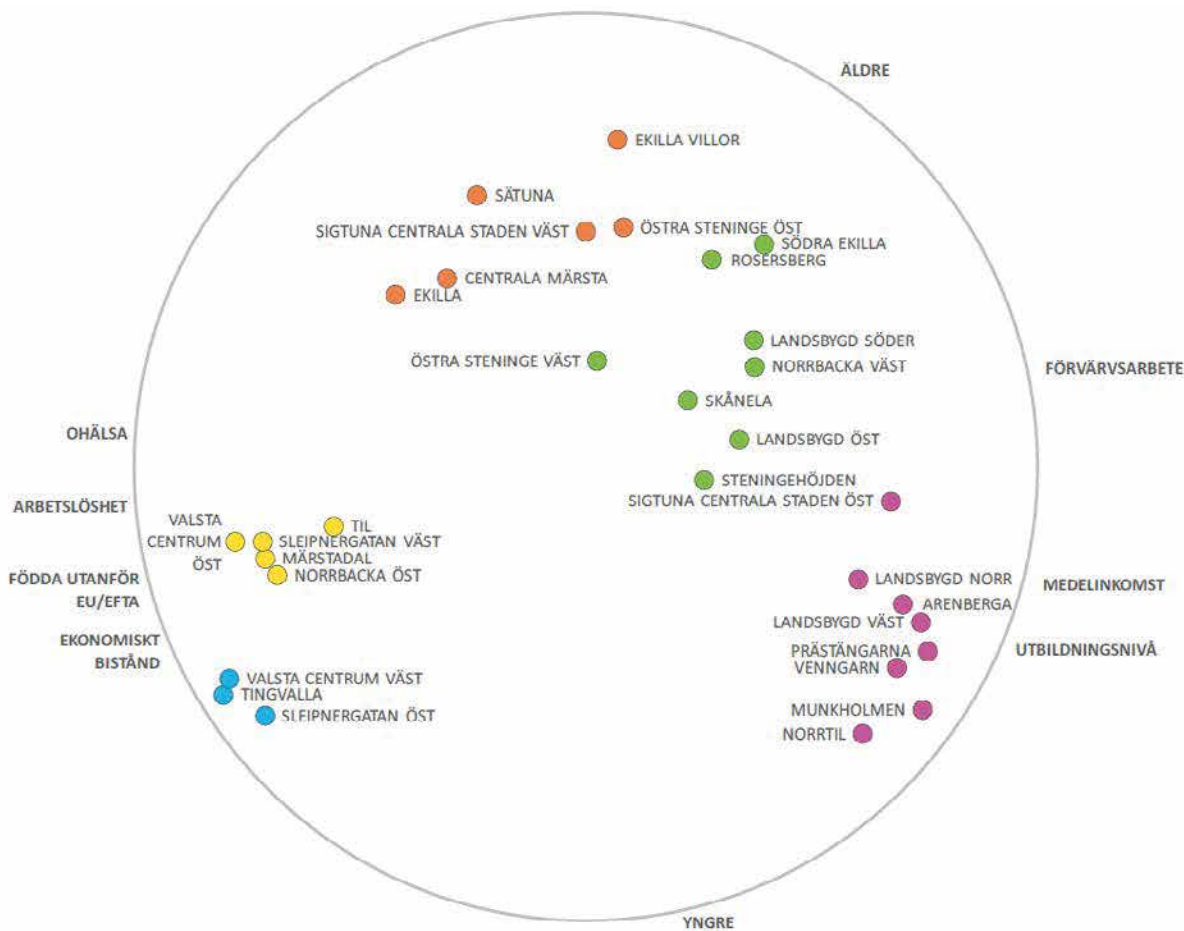 ÄLDRE
EKILLA VILLOR
SÄTUNA
SIGTUNA CENTRALA STADEN VÄST
ÖSTRA STENINGE ÖST
SÖDRA EKILLA
ROSERSBERG
CENTRALA MÄRSTA
EKILLA
LANDSBYGD SÖDER
ÖSTRA STENINGE VÄST
NORRBACKA VÄST
FÖRVÄRVSARBETE
SKÅNELA
OHÄLSA
LANDSBYGD ÖST
STENINGEHÖJDEN
SIGTUNA CENTRALA STADEN ÖST
ARBETSLÖSHET
VALSTA
CENTRUM
ÖST
TIL
SLEIPNERGATAN VÄST
MÄRSTADAL
NORRBACKA ÖST
FÖDDA UTANFÖR
EU/EFTA
LANDSBYGD NORR
MEDELINKOMST
ARENBERGA
LANDSBYGD VÄST
EKONOMISKT
BISTÅND
PRÄSTÄNGARNA
UTBILDNINGSNIVÅ
VENNGARN
VALSTA CENTRUM VÄST
TINGVALLA
SLEIPNERGATAN ÖST
MUNKHOLMEN
NORRTIL
YNGRE